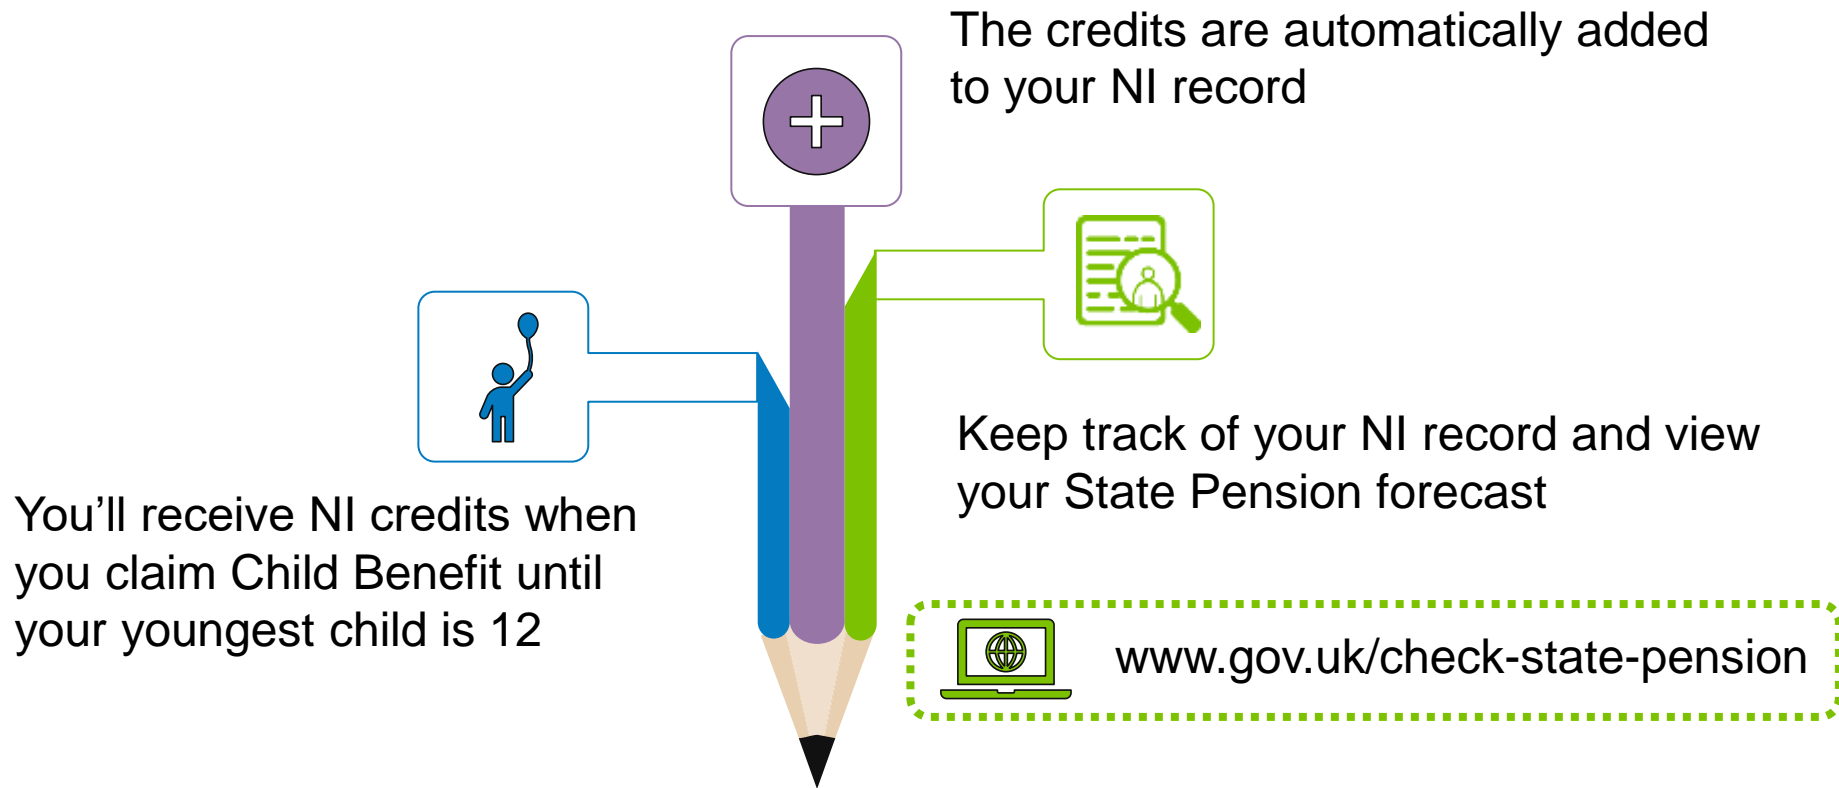 The credits are automatically added
to your NI record
You’ll receive NI credits when
you claim Child Benefit until
your youngest child is 12
Keep track of your NI record and view
your State Pension forecast
www.gov.uk/check-state-pension